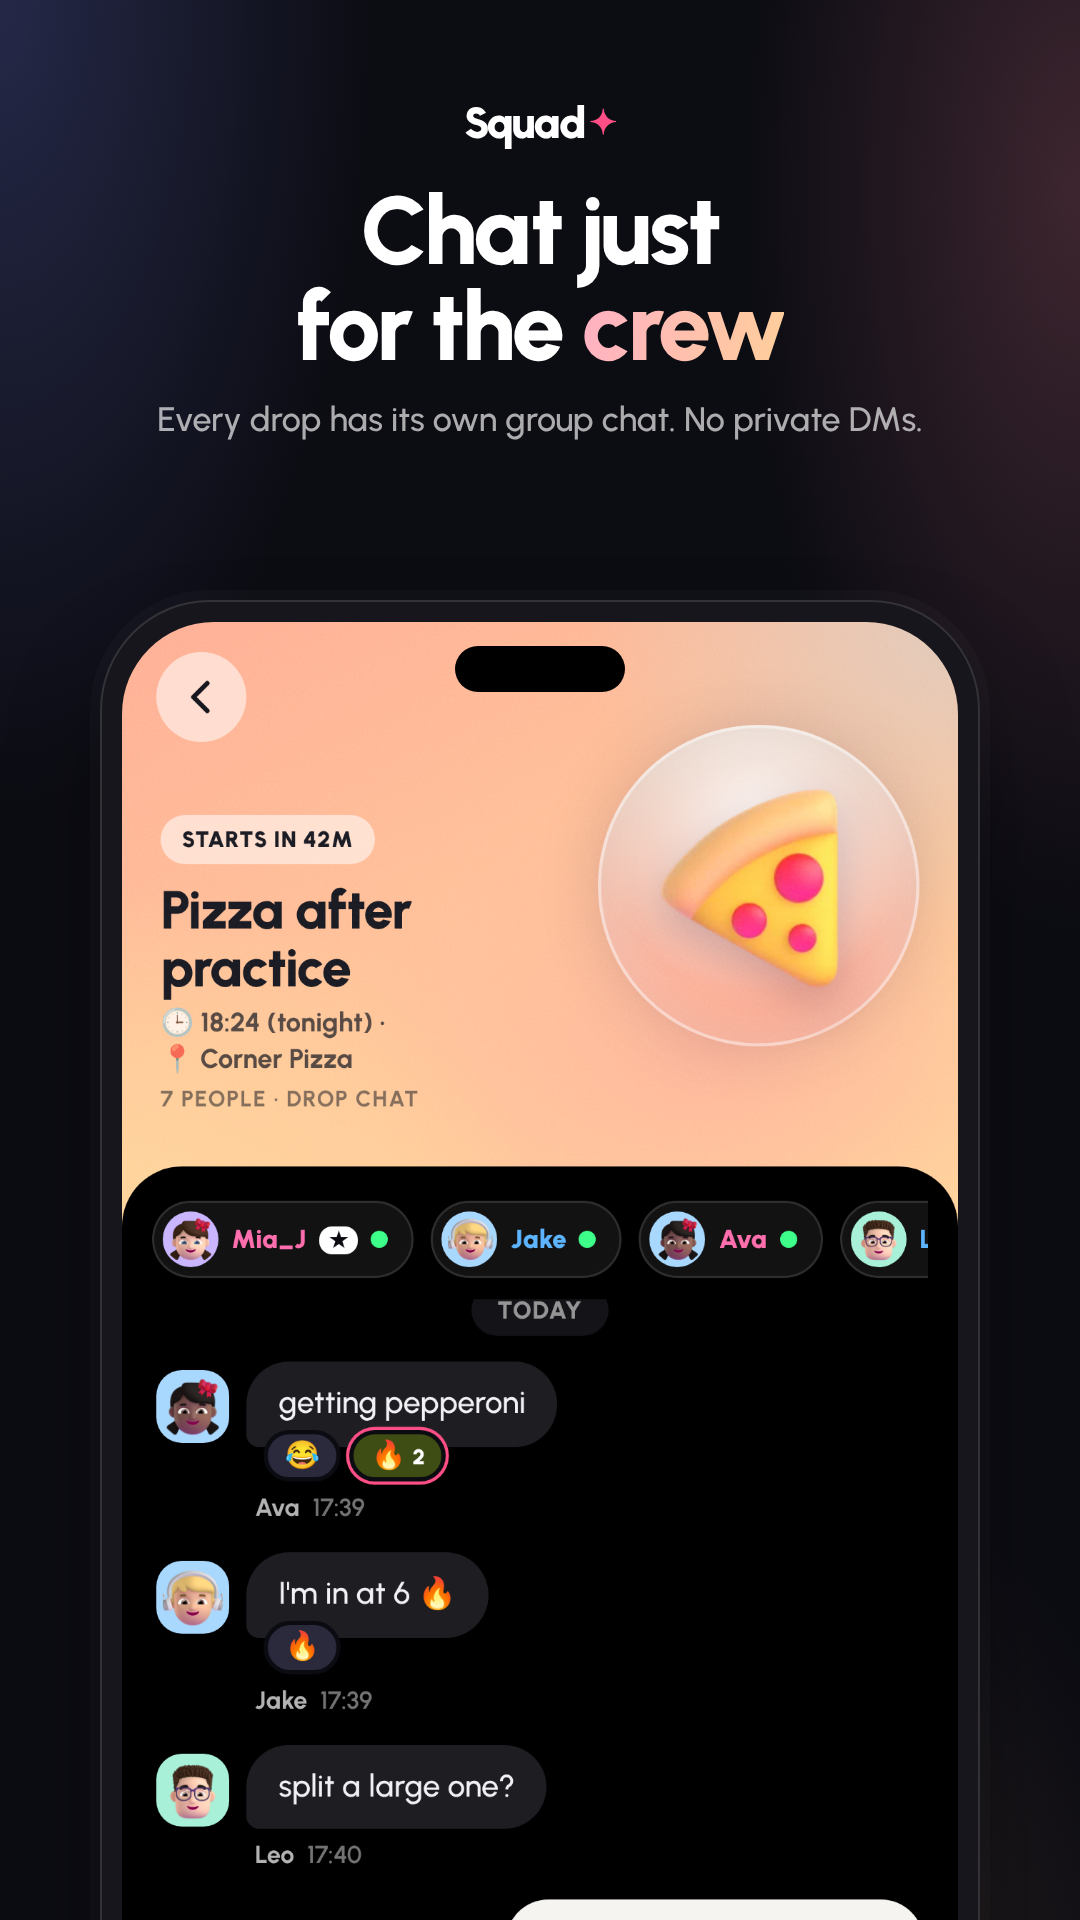 Squad
Chat just
for the crew
Every drop has its own group chat. No private DMs.
STARTS IN 42M
Pizza after
practice
🕒 18:24 (tonight) ·
📍 Corner Pizza
7 PEOPLE · DROP CHAT
Mia_J ★ Jake Ava L
TODAY
getting pepperoni
😂 🔥 2
Ava 17:39
I'm in at 6 🔥
🔥
Jake 17:39
split a large one?
Leo 17:40